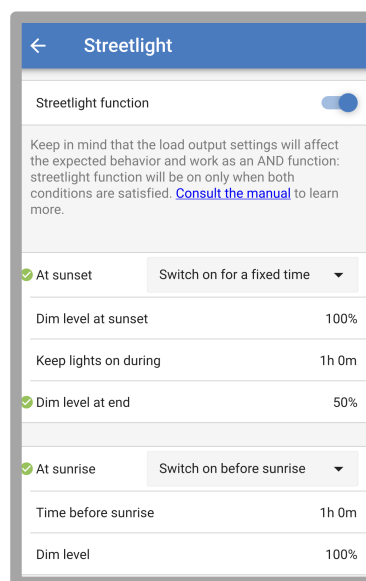 Streetlight
Streetlight function
Keep in mind that the load output settings will affect
the expected behavior and work as an AND function:
streetlight function will be on only when both
conditions are satisfied. Consult the manual to learn
more.
At sunset Switch on for a fixed time
Dim level at sunset 100%
Keep lights on during 1h 0m
Dim level at end 50%
At sunrise Switch on before sunrise
Time before sunrise 1h 0m
Dim level 100%